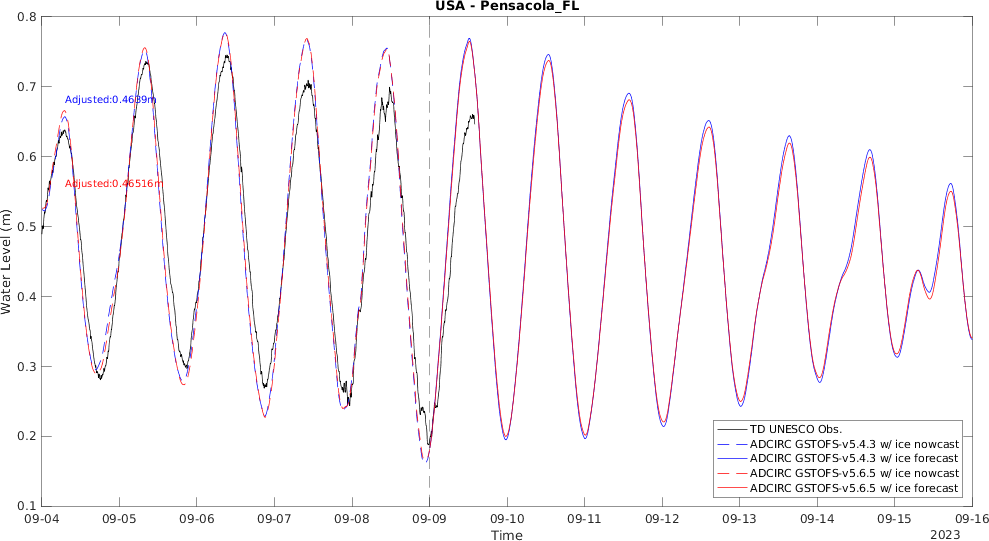 USA - Pensacola_FL
0.8
0.7
0.6
0.5
0.4
0.3
0.2
0.1
Water Level (m)
Adjusted:0.4639m
Adjusted:0.46516m
TD UNESCO Obs.
ADCIRC GSTOFS-v5.4.3 w/ ice nowcast
ADCIRC GSTOFS-v5.4.3 w/ ice forecast
ADCIRC GSTOFS-v5.6.5 w/ ice nowcast
ADCIRC GSTOFS-v5.6.5 w/ ice forecast
09-04 09-05 09-06 09-07 09-08 09-09 09-10 09-11 09-12 09-13 09-14 09-15 09-16
Time
2023